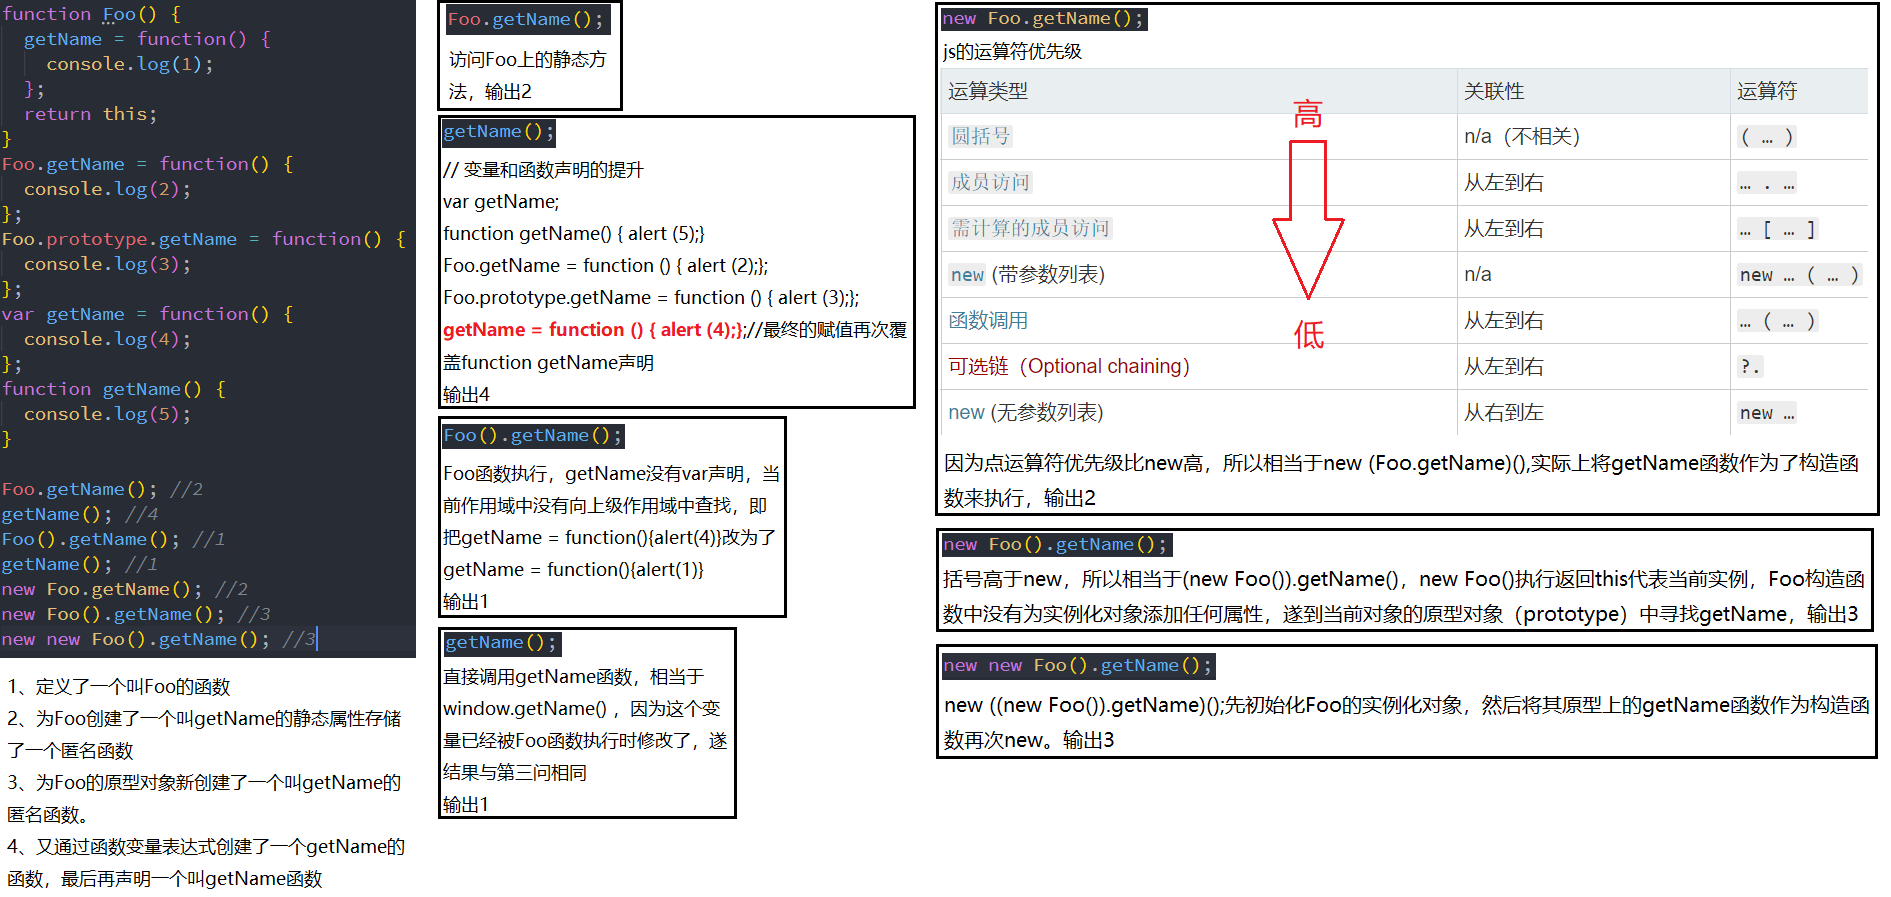 function Foo() {
getName = function() {
console.log(1);
};
return this;
}
Foo.getName = function() {
console.log(2);
};
Foo.prototype.getName = function() {
console.log(3);
};
var getName = function() {
console.log(4);
};
function getName() {
console.log(5);
}
Foo.getName(); //2
getName(); //4
Foo().getName(); //1
getName(); //1
new Foo.getName(); //2
new Foo().getName(); //3
new new Foo().getName(); //3
1、定义了一个叫Foo的函数
2、为Foo创建了一个叫getName的静态属性存储
了一个匿名函数
3、为Foo的原型对象新创建了一个叫getName的
匿名函数。
4、又通过函数变量表达式创建了一个getName的
函数，最后再声明一个叫getName函数
Foo.getName();
访问Foo上的静态方
法，输出2
getName();
// 变量和函数声明的提升
var getName;
function getName() { alert (5);}
Foo.getName = function () { alert (2);};
Foo.prototype.getName = function () { alert (3);};
getName = function () { alert (4);};//最终的赋值再次覆
盖function getName声明
输出4
Foo().getName();
Foo函数执行，getName没有var声明，当
前作用域中没有向上级作用域中查找，即
把getName = function(){alert(4)}改为了
getName = function(){alert(1)}
输出1
getName();
直接调用getName函数，相当于
window.getName() ，因为这个变
量已经被Foo函数执行时修改了，遂
结果与第三问相同
输出1
new Foo.getName();
js的运算符优先级
运算类型 关联性 运算符
圆括号 n/a（不相关） ( … )
成员访问 从左到右 … . …
需计算的成员访问 从左到右 … [ … ]
new (带参数列表) n/a new … ( … )
函数调用 从左到右 … ( … )
可选链（Optional chaining） 从左到右 ?.
new (无参数列表) 从右到左 new …
高
低
因为点运算符优先级比new高，所以相当于new (Foo.getName)(),实际上将getName函数作为了构造函
数来执行，输出2
new Foo().getName();
括号高于new，所以相当于(new Foo()).getName()，new Foo()执行返回this代表当前实例，Foo构造函
数中没有为实例化对象添加任何属性，遂到当前对象的原型对象（prototype）中寻找getName，输出3
new new Foo().getName();
new ((new Foo()).getName)();先初始化Foo的实例化对象，然后将其原型上的getName函数作为构造函
数再次new。输出3